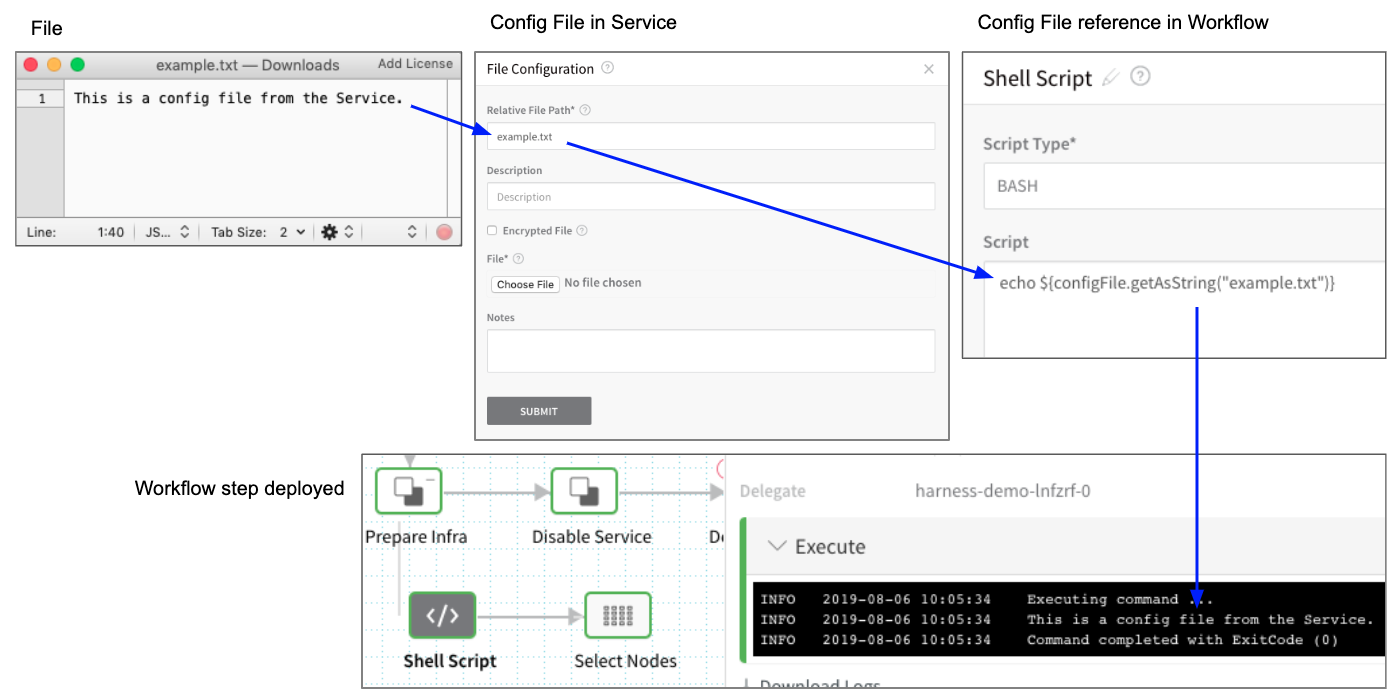 File
example.txt — Downloads
Add License
1
This is a config file from the Service.
Line:
1:40
JS...
Tab Size:
2
Config File in Service
File Configuration
Relative File Path*
example.txt
Description
Description
Encrypted File
File*
Choose File No file chosen
Notes
SUBMIT
Config File reference in Workflow
Shell Script
Script Type*
BASH
Script
echo ${configFile.getAsString("example.txt")}
Workflow step deployed
Prepare Infra
Disable Service
Shell Script
Select Nodes
Delegate
harness-demo-lnfzrf-0
Execute
INFO 2019-08-06 10:05:34 Executing command ...
INFO 2019-08-06 10:05:34 This is a config file from the Service.
INFO 2019-08-06 10:05:34 Command completed with ExitCode (0)
Download Logs